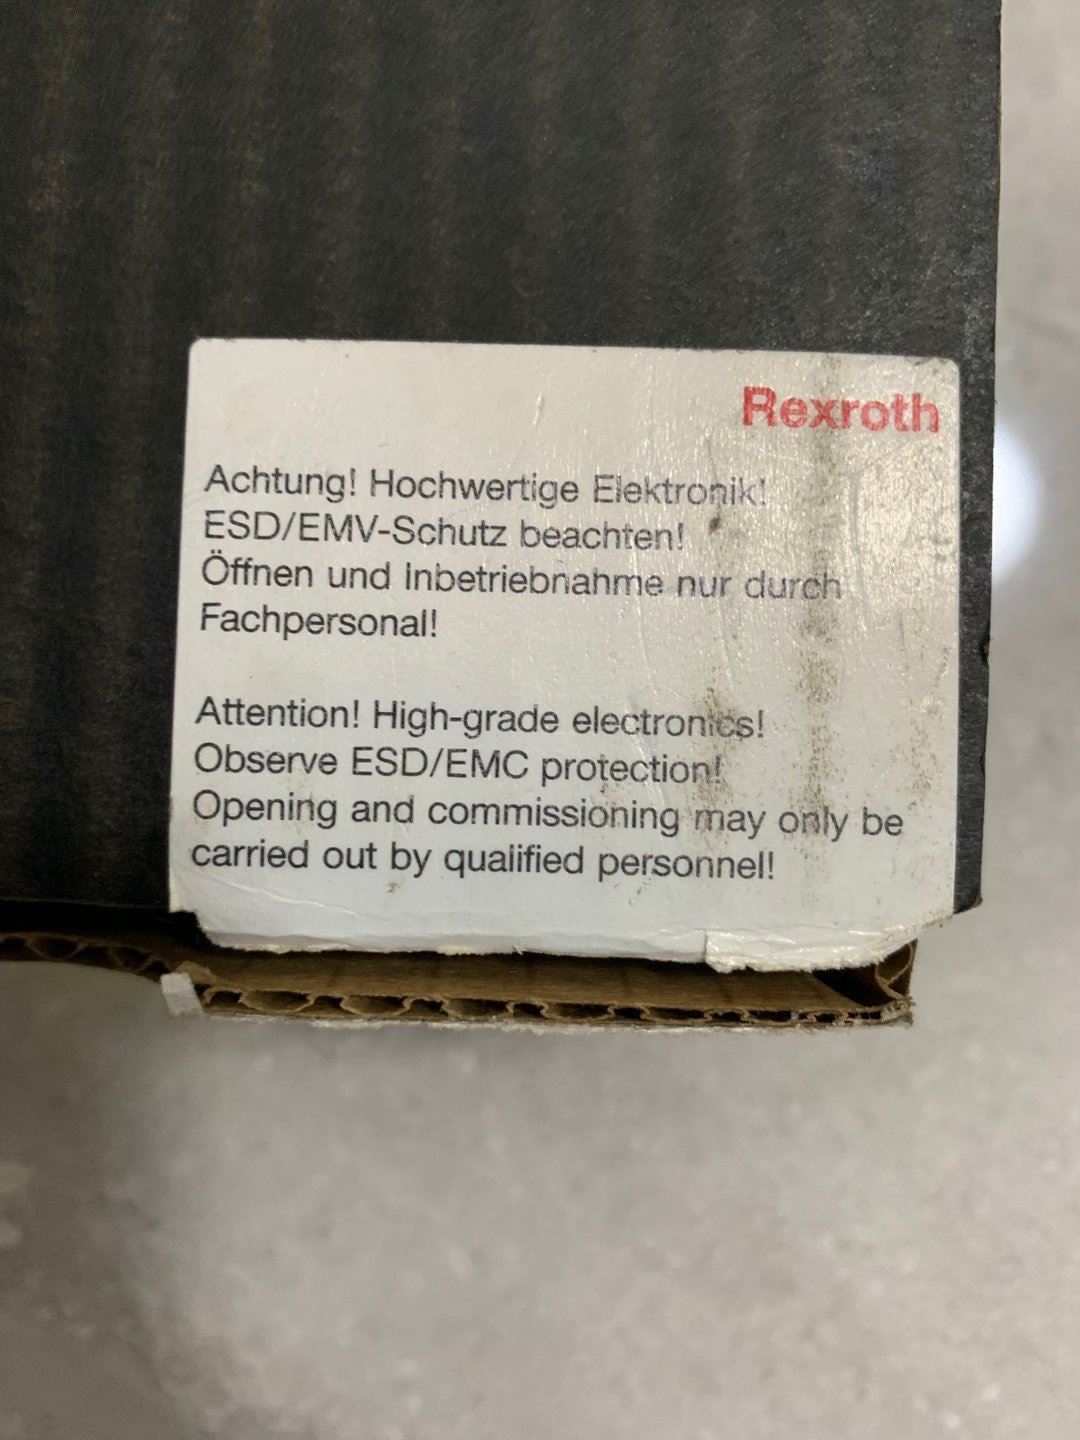 Rexroth
Achtung! Hochwertige Elektronik!
ESD/EMV-Schutz beachten!
Öffnen und Inbetriebnahme nur durch
Fachpersonal!
Attention! High-grade electronics!
Observe ESD/EMC protection!
Opening and commissioning may only be
carried out by qualified personnel!